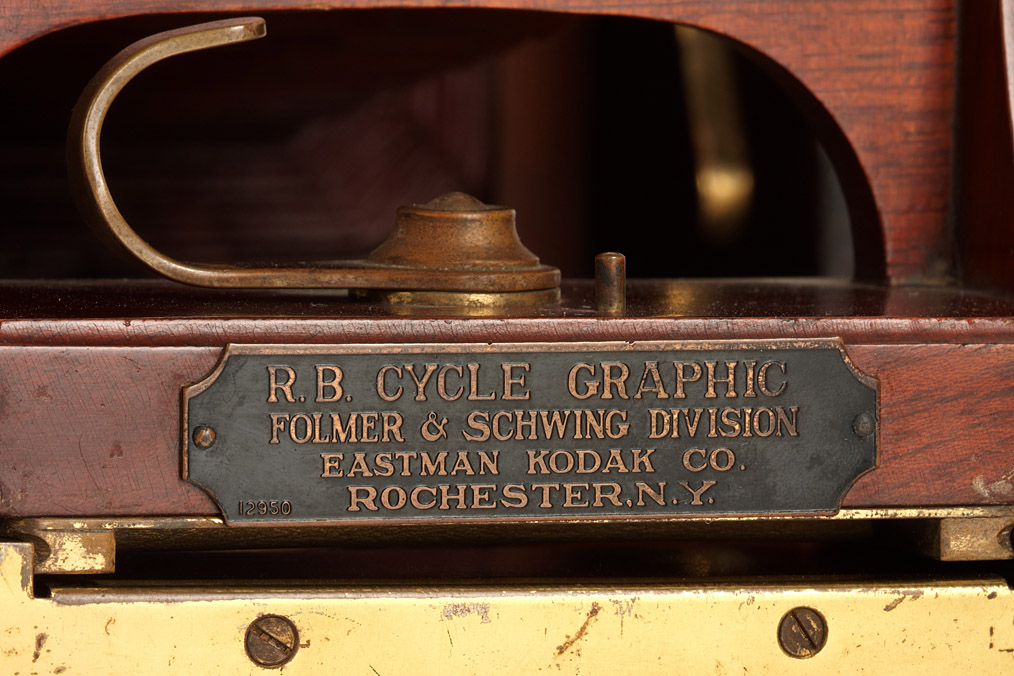 R.B. CYCLE GRAPHIC
FOLMER & SCHWING DIVISION
EASTMAN KODAK CO.
ROCHESTER, N.Y.
12950